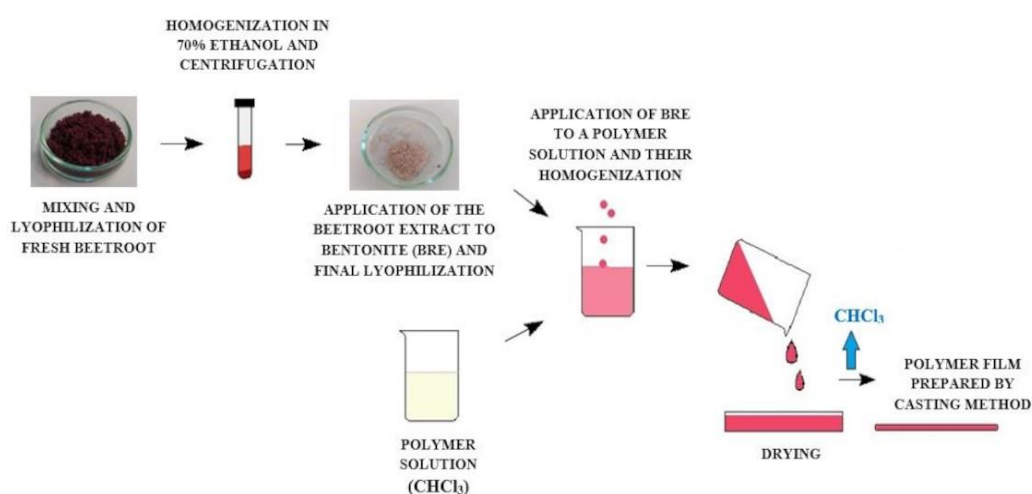 HOMOGENIZATION IN
70% ETHANOL AND
CENTRIFUGATION
MIXING AND
LYOPHILIZATION OF
FRESH BEETROOT
APPLICATION OF THE
BEETROOT EXTRACT TO
BENTONITE (BRE) AND
FINAL LYOPHILIZATION
APPLICATION OF BRE
TO A POLYMER
SOLUTION AND THEIR
HOMOGENIZATION
POLYMER
SOLUTION
(CHCl₃)
CHCl₃
DRYING
POLYMER FILM
PREPARED BY
CASTING METHOD